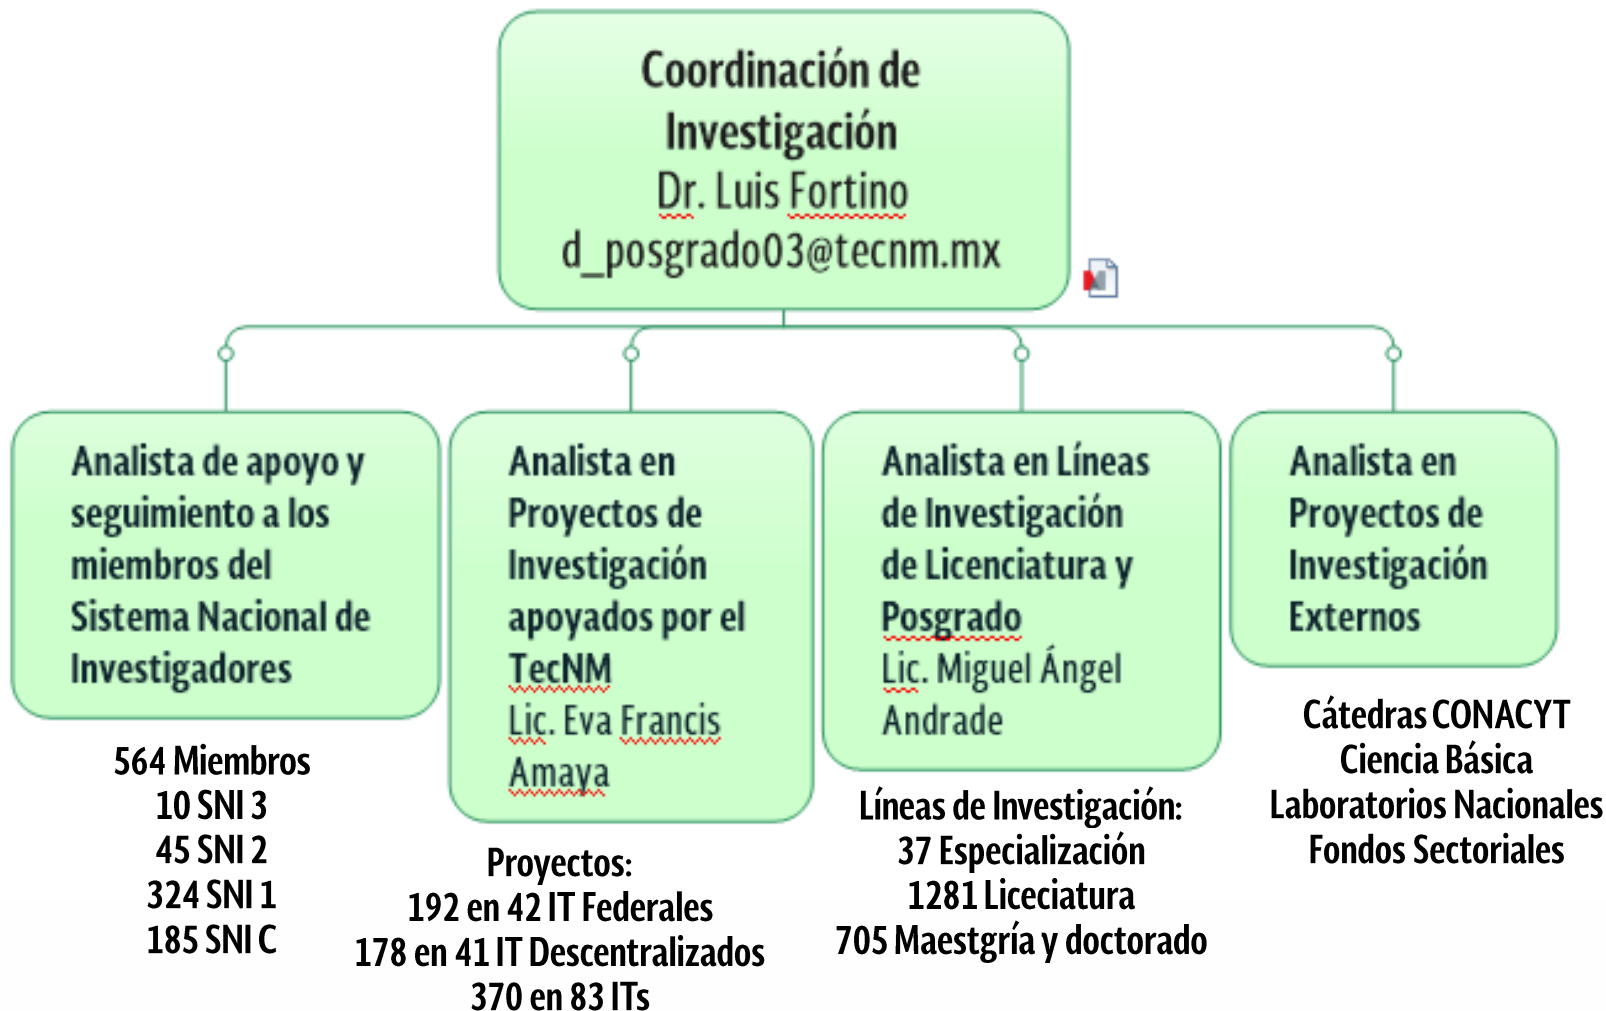 Coordinación de
Investigación
Dr. Luis Fortino
d_posgrado03@tecnm.mx
Analista de apoyo y
seguimiento a los
miembros del
Sistema Nacional de
Investigadores
564 Miembros
10 SNI 3
45 SNI 2
324 SNI 1
185 SNI C
Analista en
Proyectos de
Investigación
apoyados por el
TecNM
Lic. Eva Francis
Amaya
Proyectos:
192 en 42 IT Federales
178 en 41 IT Descentralizados
370 en 83 ITs
Analista en Líneas
de Investigación
de Licenciatura y
Posgrado
Lic. Miguel Ángel
Andrade
Líneas de Investigación:
37 Especialización
1281 Liceciatura
705 Maestgría y doctorado
Analista en
Proyectos de
Investigación
Externos
Cátedras CONACYT
Ciencia Básica
Laboratorios Nacionales
Fondos Sectoriales